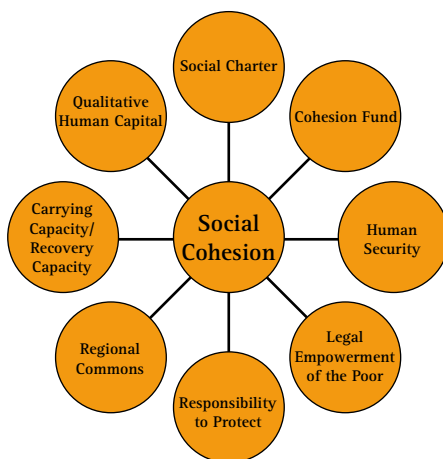 Social Charter
Qualitative
Human Capital
Cohesion Fund
Carrying
Capacity/
Recovery
Capacity
Social
Cohesion
Human
Security
Regional
Commons
Legal
Empowerment
of the Poor
Responsibility
to Protect